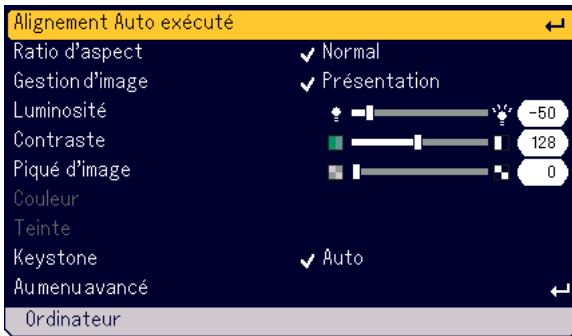 Alignement Auto exécuté
Ratio d'aspect Normal
Gestion d'image Présentation
Luminosité -50
Contraste 128
Piqué d'image 0
Couleur
Teinte
Keystone Auto
Au menu avancé
Ordinateur